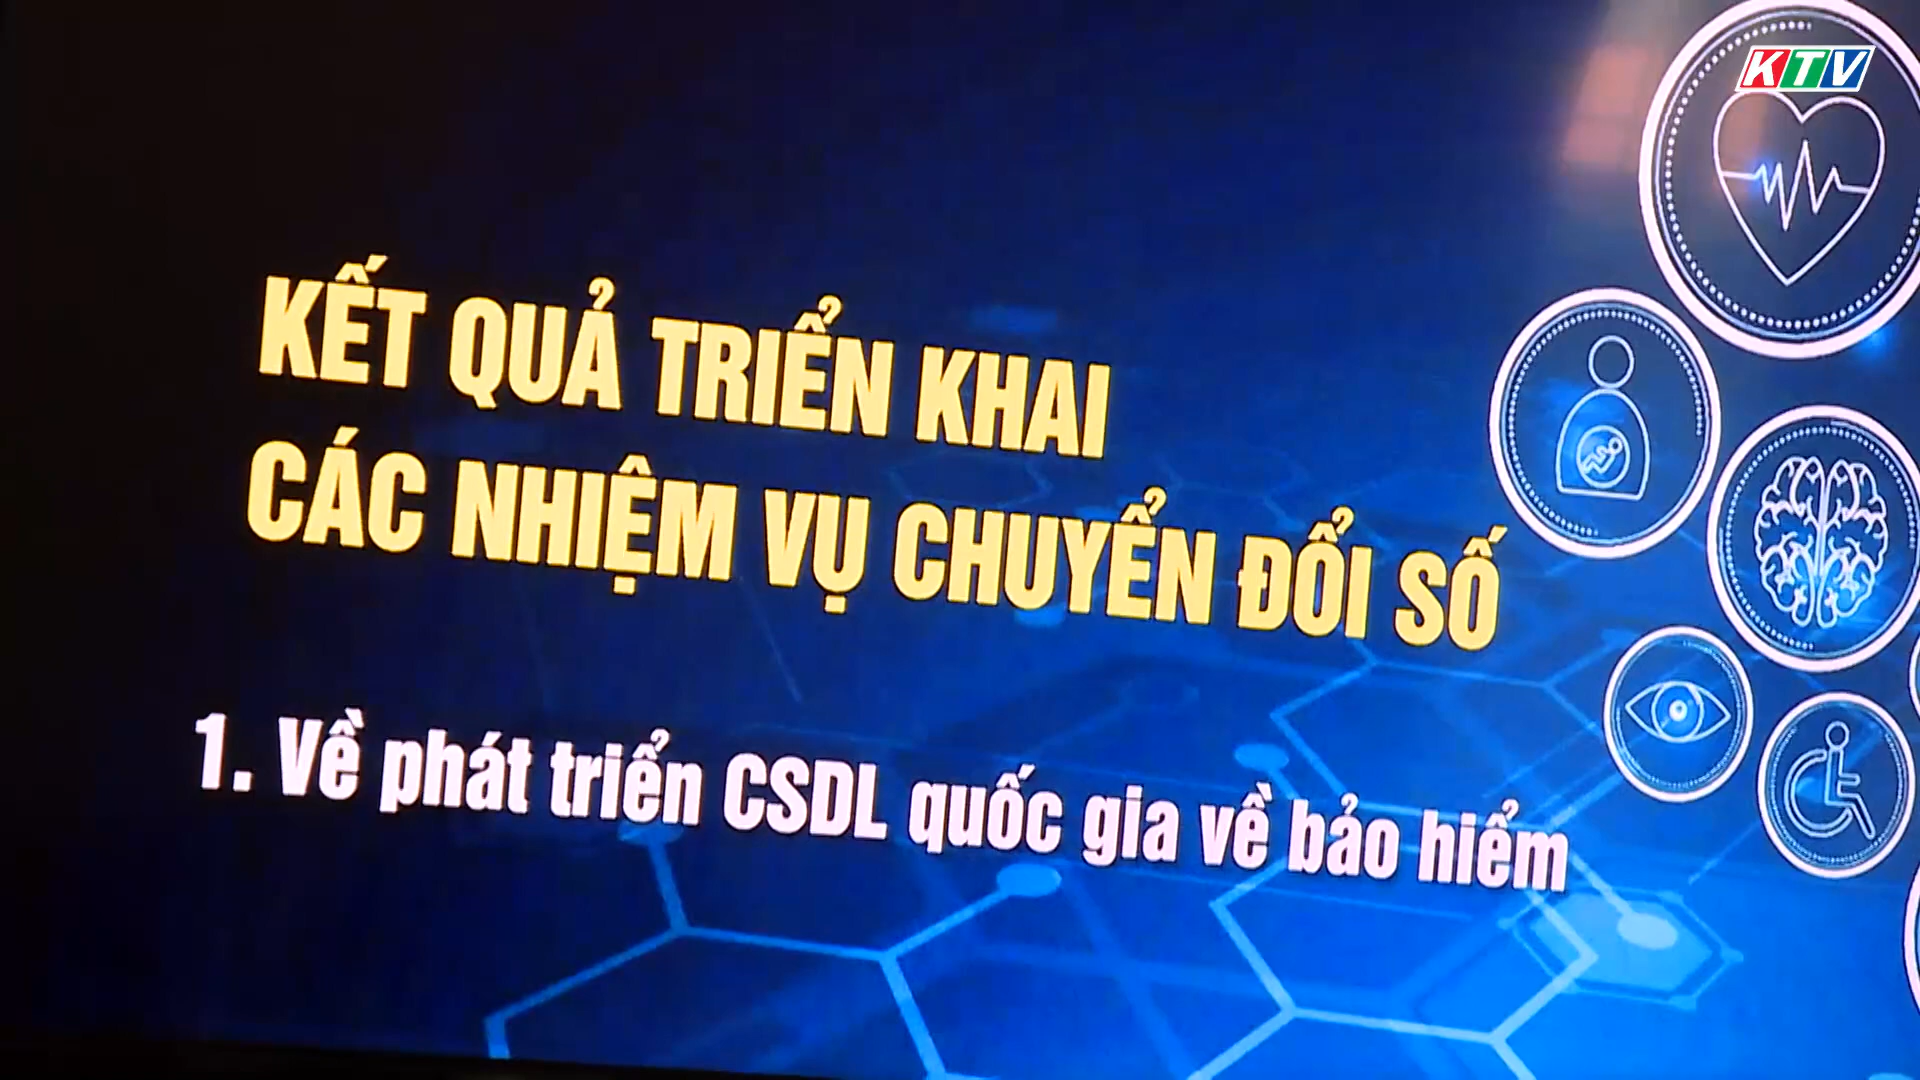 KTV
KẾT QUẢ TRIỂN KHAI
CÁC NHIỆM VỤ CHUYỂN ĐỔI SỐ
1. Về phát triển CSDL quốc gia về bảo hiểm